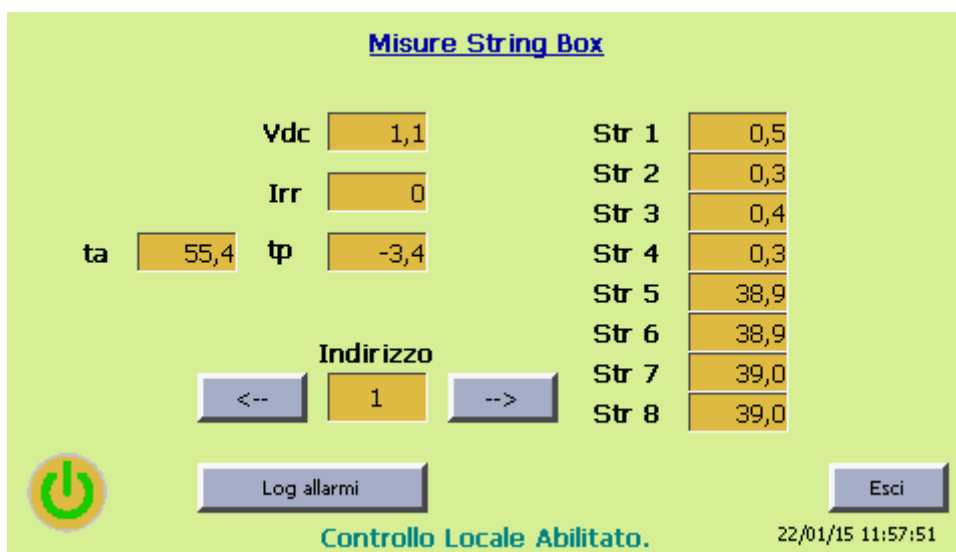 Misure String Box
Vdc 1,1
Irr 0
ta 55,4 tp -3,4
Str 1 0,5
Str 2 0,3
Str 3 0,4
Str 4 0,3
Str 5 38,9
Str 6 38,9
Str 7 39,0
Str 8 39,0
Indirizzo
<-- 1 -->
Log allarmi
Esci
Controllo Locale Abilitato.
22/01/15 11:57:51